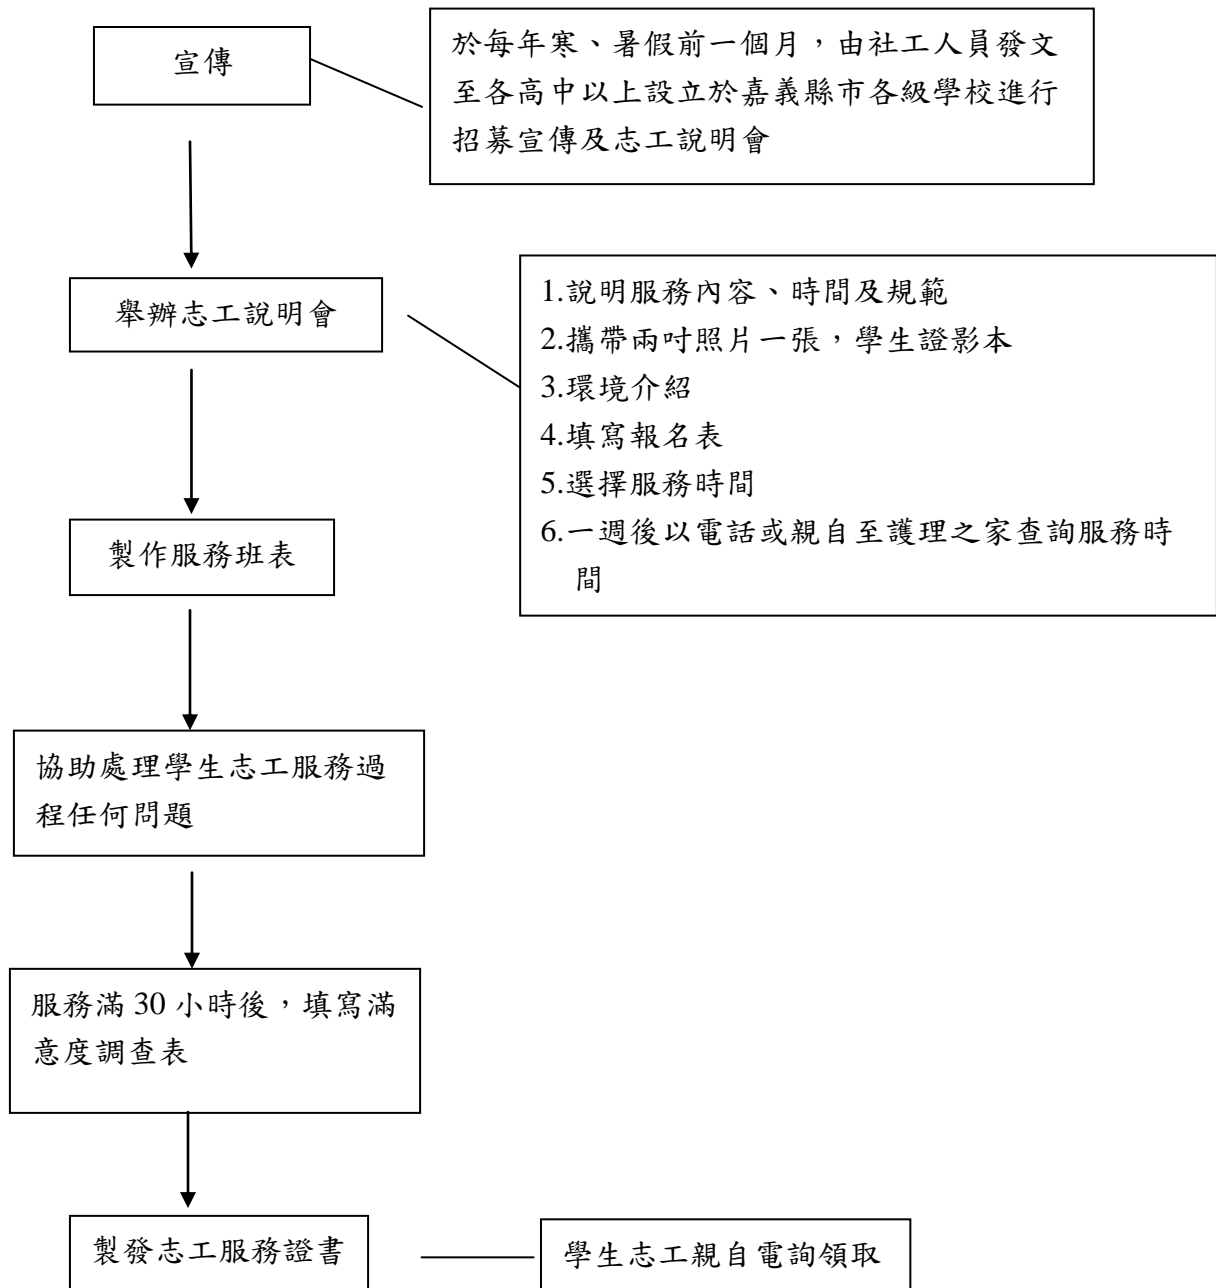 宣傳
於每年寒、暑假前一個月，由社工人員發文
至各高中以上設立於嘉義縣市各級學校進行
招募宣傳及志工說明會
舉辦志工說明會
1.說明服務內容、時間及規範
2.攜帶兩吋照片一張，學生證影本
3.環境介紹
4.填寫報名表
5.選擇服務時間
6.一週後以電話或親自至護理之家查詢服務時
間
製作服務班表
協助處理學生志工服務過
程任何問題
服務滿 30 小時後，填寫滿
意度調查表
製發志工服務證書
學生志工親自電詢領取